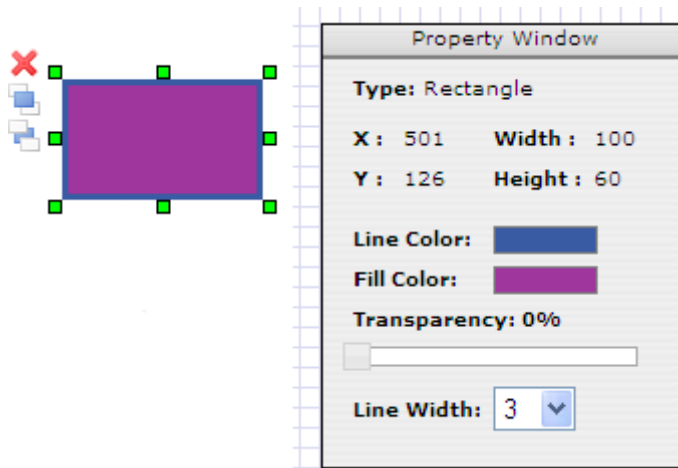 Property Window
Type: Rectangle
X : 501 Width : 100
Y : 126 Height : 60
Line Color:
Fill Color:
Transparency: 0%
Line Width: 3